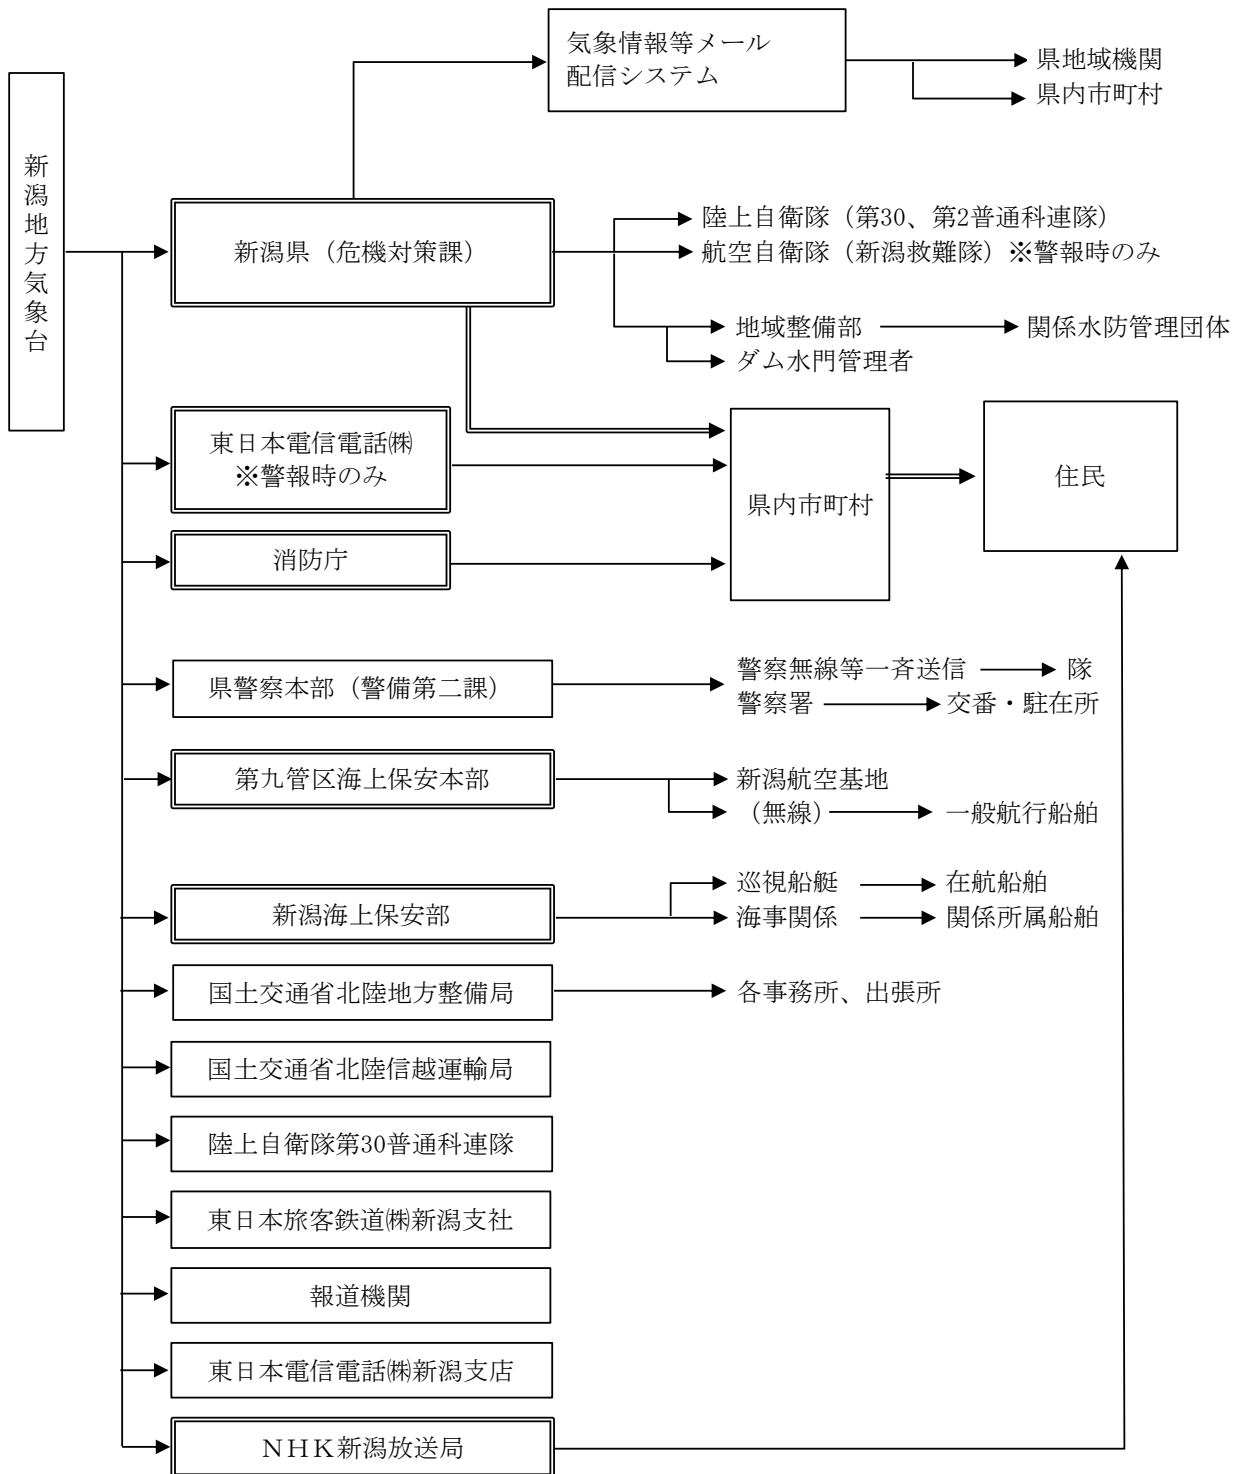 気象情報等メール
配信システム
県地域機関
県内市町村
新潟地方気象台
新潟県（危機対策課）
陸上自衛隊（第30、第2普通科連隊）
航空自衛隊（新潟救難隊）※警報時のみ
地域整備部
関係水防管理団体
ダム水門管理者
東日本電信電話㈱
※警報時のみ
県内市町村
住民
消防庁
県警察本部（警備第二課）
警察無線等一斉送信
隊
警察署
交番・駐在所
第九管区海上保安本部
新潟航空基地
（無線）
一般航行船舶
新潟海上保安部
巡視船艇
在航船舶
海事関係
関係所属船舶
国土交通省北陸地方整備局
各事務所、出張所
国土交通省北陸信越運輸局
陸上自衛隊第30普通科連隊
東日本旅客鉄道㈱新潟支社
報道機関
東日本電信電話㈱新潟支店
ＮＨＫ新潟放送局